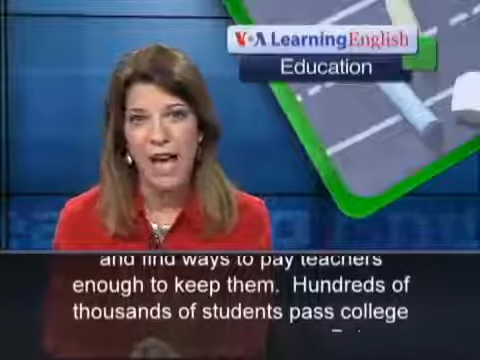 VOA Learning English
Education
and find ways to pay teachers
enough to keep them. Hundreds of
thousands of students pass college